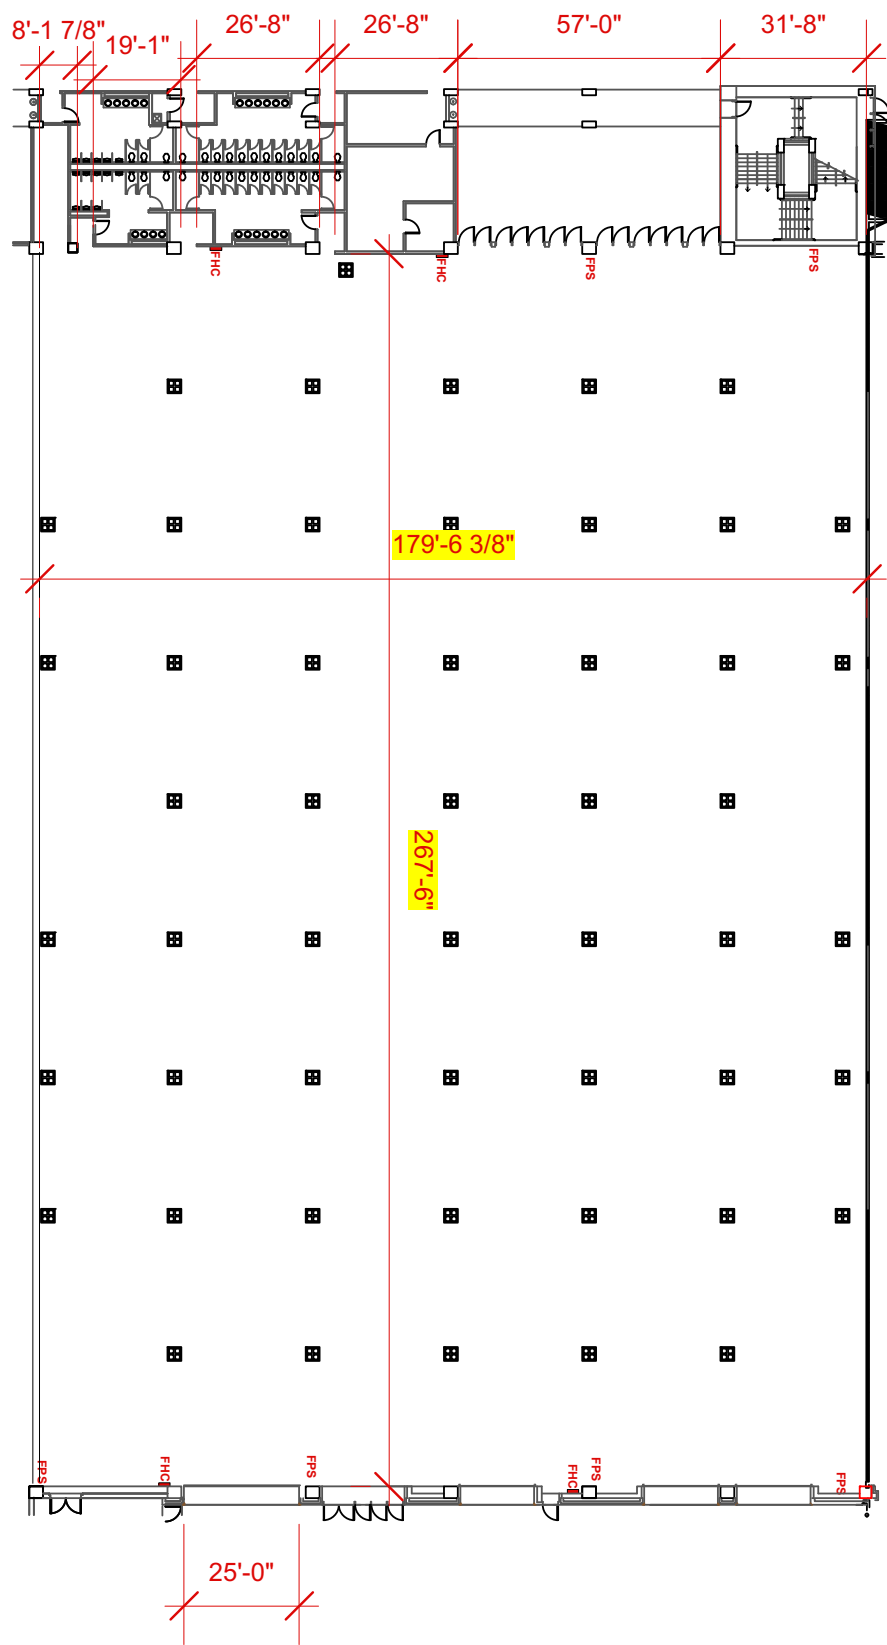 8'-1 7/8"
19'-1"
26'-8"
26'-8"
57'-0"
31'-8"
FHC
FHC
FPS
FPS
179'-6 3/8"
267'-6"
FPS
FHC
FPS
FHC
FPS
FPS
25'-0"